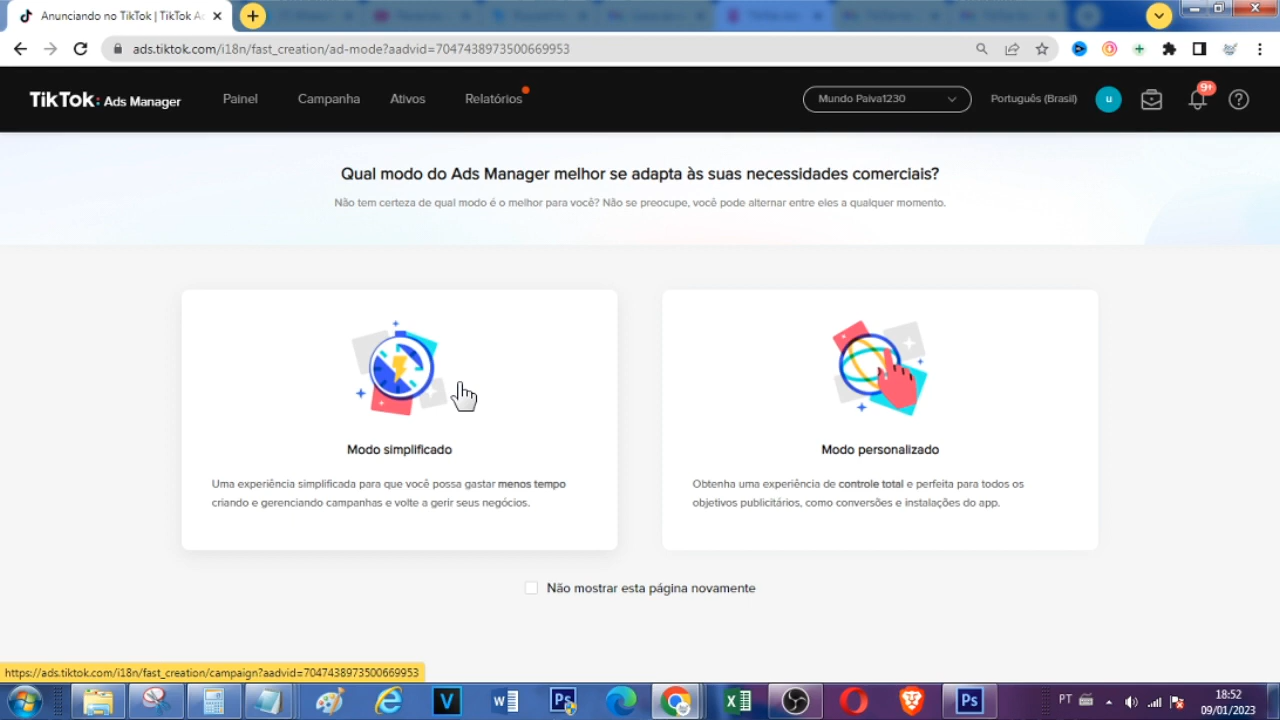 Anunciando no TikTok | TikTok Ad
ads.tiktok.com/i18n/fast_creation/ad-mode?aadvid=7047438973500669953
TikTok: Ads Manager
Painel
Campanha
Ativos
Relatórios
Mundo Paiva1230
Português (Brasil)
u
9+
Qual modo do Ads Manager melhor se adapta às suas necessidades comerciais?
Não tem certeza de qual modo é o melhor para você? Não se preocupe, você pode alternar entre eles a qualquer momento.
Modo simplificado
Uma experiência simplificada para que você possa gastar menos tempo
criando e gerenciando campanhas e volte a gerir seus negócios.
Modo personalizado
Obtenha uma experiência de controle total e perfeita para todos os
objetivos publicitários, como conversões e instalações do app.
Não mostrar esta página novamente
https://ads.tiktok.com/i18n/fast_creation/campaign?aadvid=7047438973500669953
PT
18:52
09/01/2023